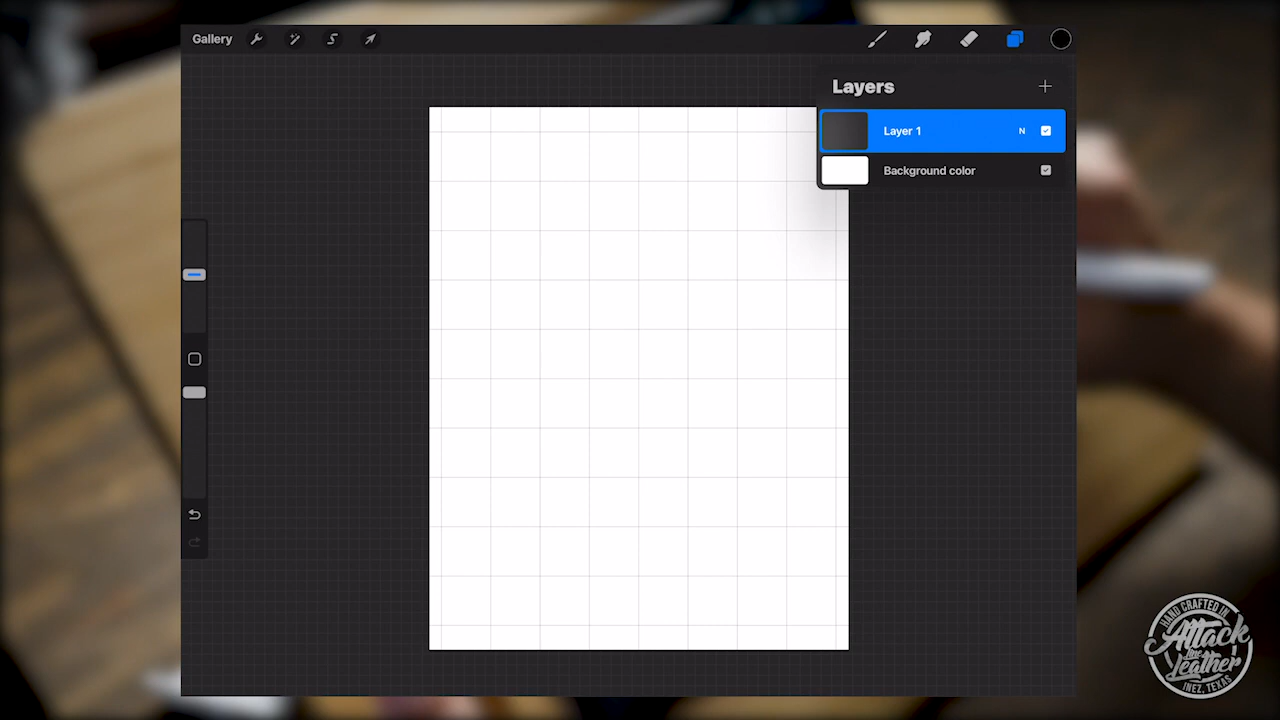 Gallery
Layers
Layer 1
N
Background color
HAND CRAFTED IN
Attack
the
Leather!
INEZ, TEXAS